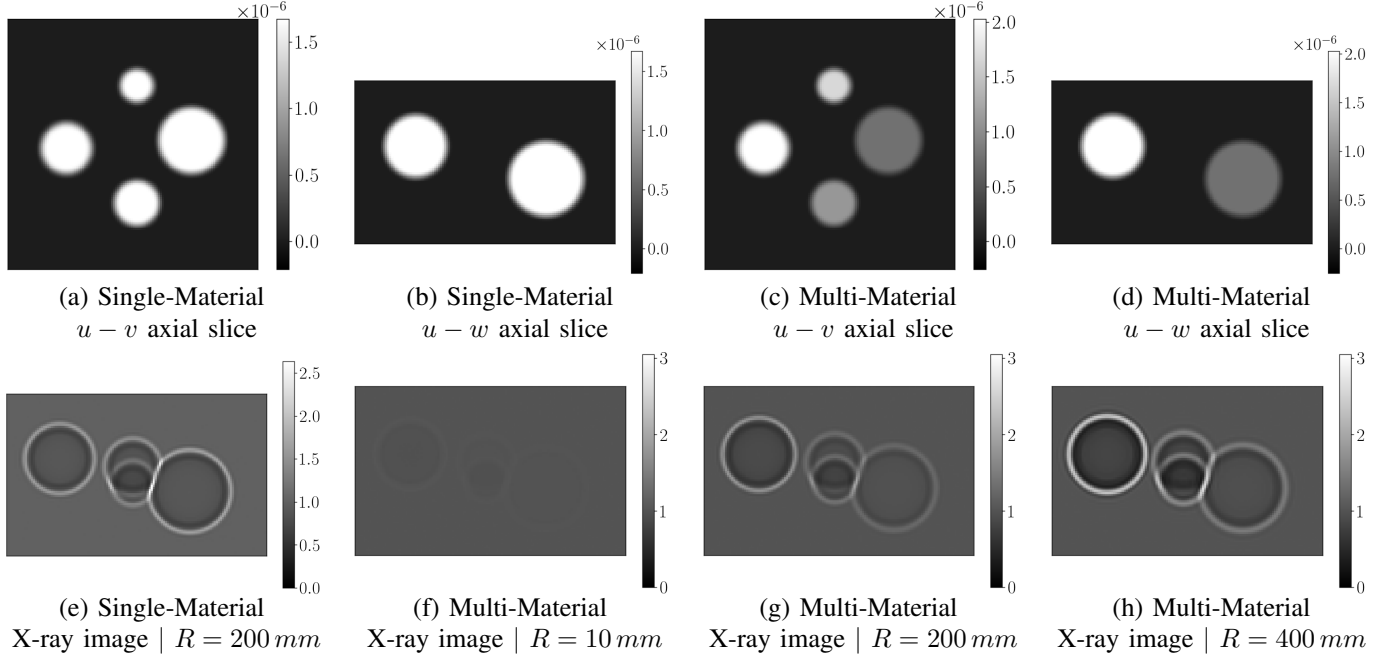 ×10⁻⁶
1.5
1.0
0.5
0.0
(a) Single-Material
u − v axial slice
×10⁻⁶
1.5
1.0
0.5
0.0
(b) Single-Material
u − w axial slice
×10⁻⁶
2.0
1.5
1.0
0.5
0.0
(c) Multi-Material
u − v axial slice
×10⁻⁶
2.0
1.5
1.0
0.5
0.0
(d) Multi-Material
u − w axial slice
2.5
2.0
1.5
1.0
0.5
0.0
(e) Single-Material
X-ray image | R = 200 mm
3
2
1
0
(f) Multi-Material
X-ray image | R = 10 mm
3
2
1
0
(g) Multi-Material
X-ray image | R = 200 mm
3
2
1
0
(h) Multi-Material
X-ray image | R = 400 mm